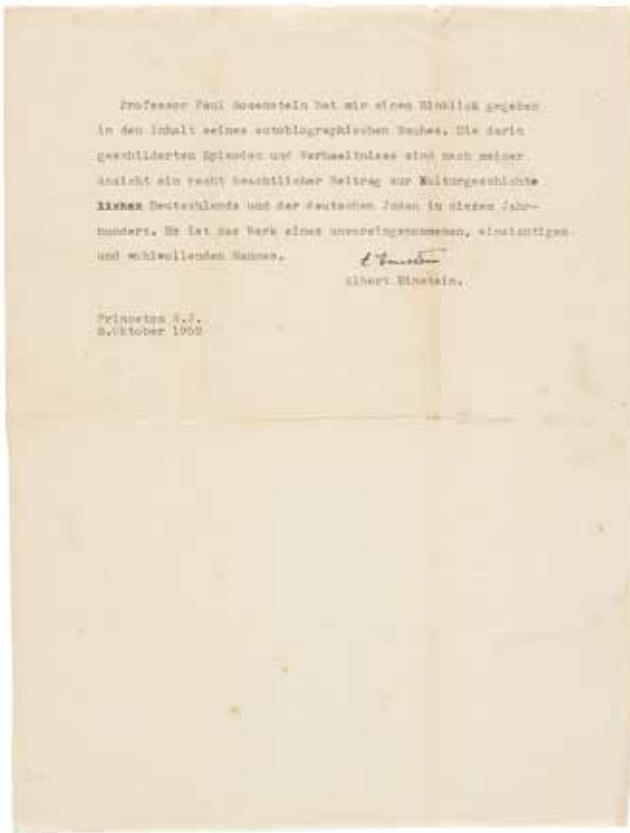 Professor Paul Rosenstein hat mir einen Einblick gegeben
in den Inhalt seines autobiographischen Buches. Die darin
geschilderten Episoden und Verhaeltnisse sind nach meiner
Ansicht ein recht beachtlicher Beitrag zur Kulturgeschichte
Deutschlands und der deutschen Juden in diesem Jahr-
hundert. Es ist das Werk eines unvoreingenommenen, einsichtigen
und wohlwollenden Mannes.
Albert Einstein.
Princeton N.J.
Oktober